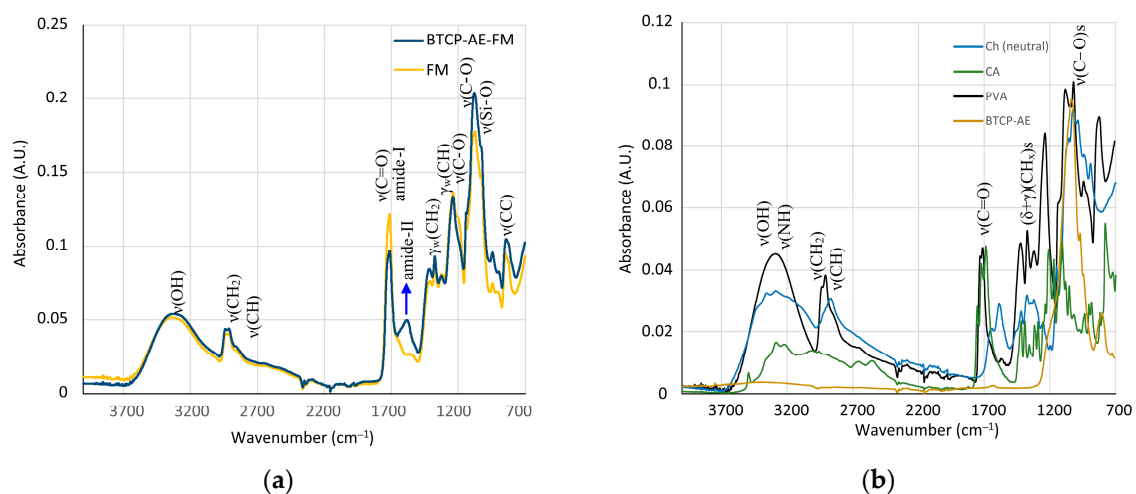 0.25
0.2
0.15
0.1
0.05
0
Absorbance (A.U.)
BTCP-AE-FM
FM
ν(OH)
ν(CH2)
ν(CH)
ν(C=O)
amide-I
amide-II
γw(CH2)
γw(CH)
ν(C-O)
ν(C-O)
ν(Si-O)
ν(CC)
3700 3200 2700 2200 1700 1200 700
Wavenumber (cm−1)
(a)
0.12
0.1
0.08
0.06
0.04
0.02
0
Absorbance (A.U.)
Ch (neutral)
CA
PVA
BTCP-AE
ν(OH)
ν(NH)
ν(CH2)
ν(CH)
ν(C=O)
(δ+γ)(CHx)s
ν(C−O)s
3700 3200 2700 2200 1700 1200 700
Wavenumber (cm−1)
(b)